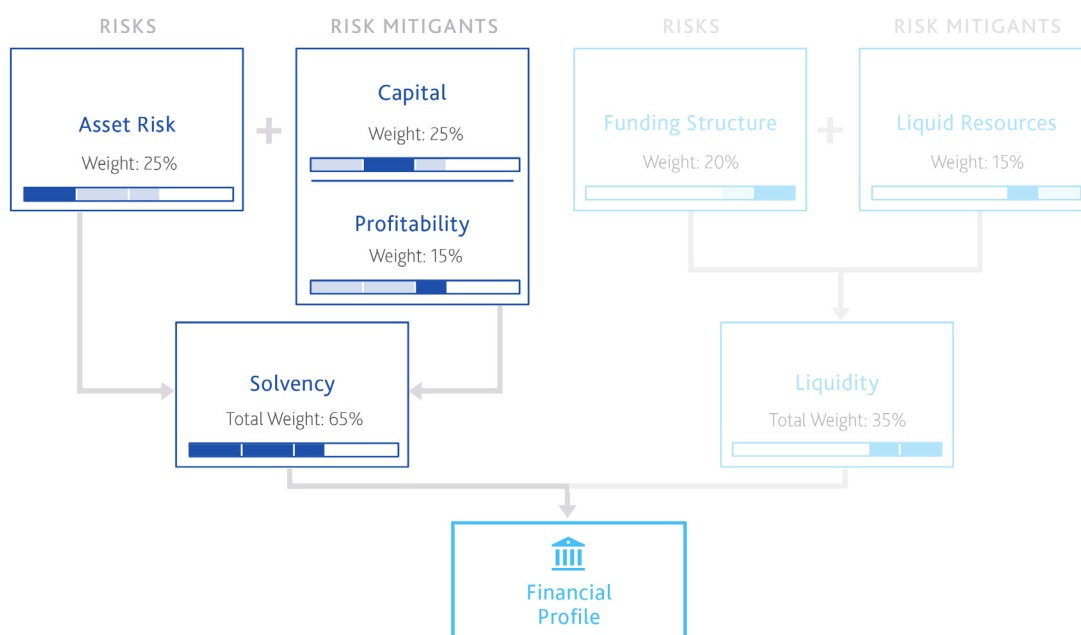 RISKS
RISK MITIGANTS
RISKS
RISK MITIGANTS
Asset Risk
Weight: 25%
Capital
Weight: 25%
Profitability
Weight: 15%
Funding Structure
Weight: 20%
Liquid Resources
Weight: 15%
Solvency
Total Weight: 65%
Liquidity
Total Weight: 35%
Financial
Profile